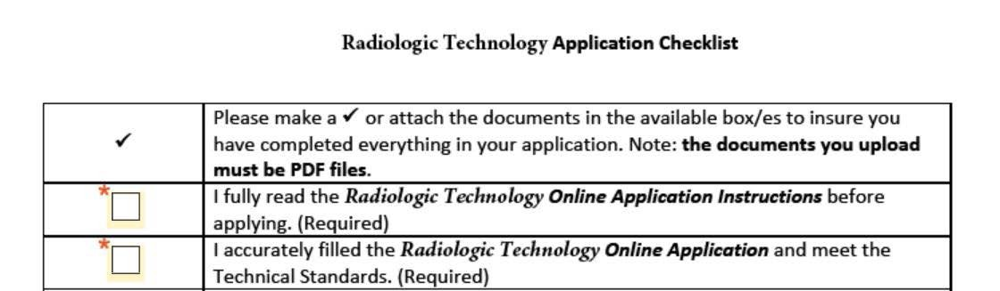 Radiologic Technology Application Checklist
Please make a ✓ or attach the documents in the available box/es to insure you
✓
have completed everything in your application. Note: the documents you upload
must be PDF files.
* I fully read the Radiologic Technology Online Application Instructions before
applying. (Required)
* I accurately filled the Radiologic Technology Online Application and meet the
Technical Standards. (Required)